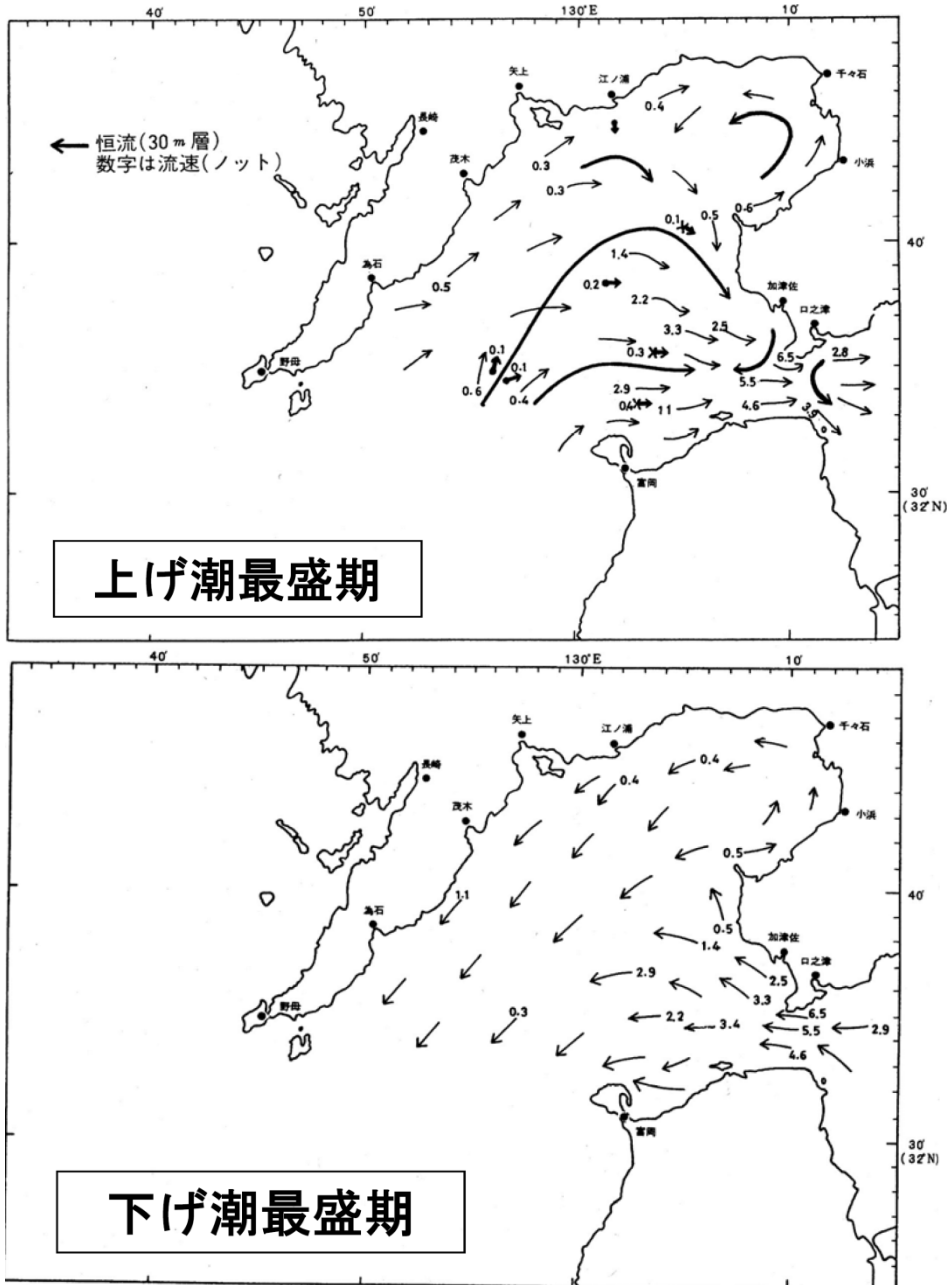 40′ 50′ 130°E 10′
矢上
江ノ浦
千々石
0.4
長崎
恒流(30m層)
数字は流速(ノット)
茂木
0.3
小浜
0.3
0.6
0.1 0.5
40′
1.4
為石
0.5
0.2
加津佐
2.2
口之津
3.3 2.5
0.1
0.3
6.5 2.8
野母
0.1
5.5
0.6 0.4
2.9
0.4 11 4.6 3.9
富岡
30′
(32°N)
上げ潮最盛期
40′ 50′ 130°E 10′
矢上
江ノ浦
千々石
長崎
0.4 0.4
茂木
小浜
0.5
40′
1.1
為石
0.5
加津佐
1.4
口之津
2.9 2.5
3.3
野母
0.3
2.2 6.5
3.4 5.5 2.9
4.6
富岡
30′
(32°N)
下げ潮最盛期